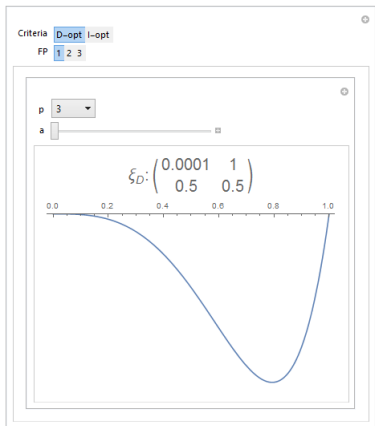 Criteria D-opt I-opt
FP 1 2 3
p 3
a
ξD: (0.0001 1
0.5 0.5)
0.0 0.2 0.4 0.6 0.8 1.0